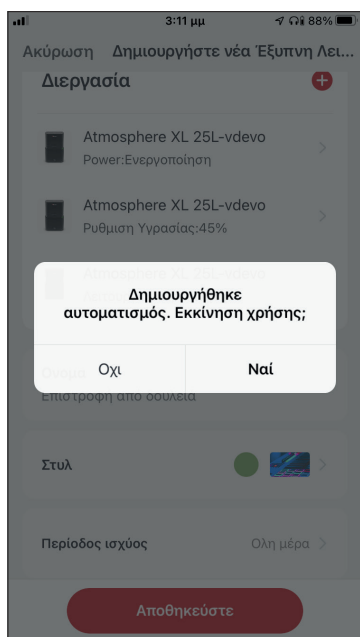 3:11 μμ
88%
Ακύρωση Δημιουργήστε νέα Έξυπνη Λει...
Διεργασία
Atmosphere XL 25L-vdevo
Power:Ενεργοποίηση
Atmosphere XL 25L-vdevo
Ρυθμιση Υγρασίας:45%
Atmosphere XL 25L-vdevo
Δημιουργήθηκε
αυτοματισμός. Εκκίνηση χρήσης;
Οχι Ναί
Επιστροφή από δουλειά
Στυλ
Περίοδος ισχύος Ολη μέρα
Αποθηκεύστε